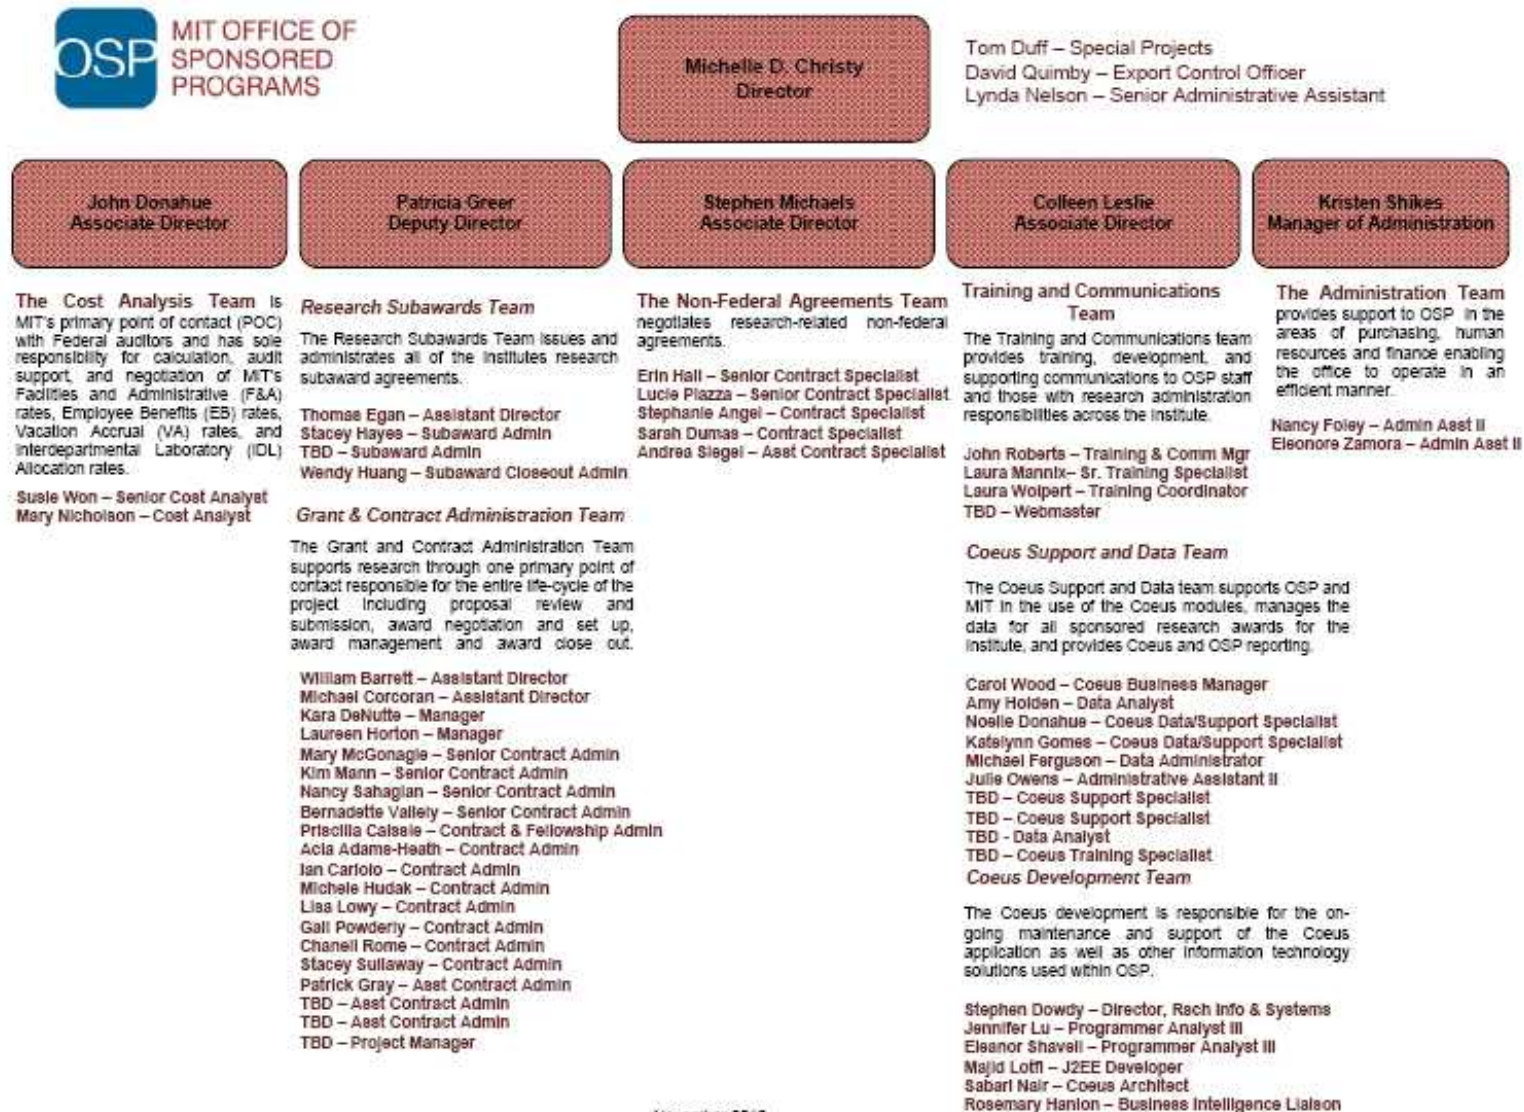 OSP
MIT OFFICE OF
SPONSORED
PROGRAMS
Michelle D. Christy
Director
Tom Duff – Special Projects
David Quimby – Export Control Officer
Lynda Nelson – Senior Administrative Assistant
John Donahue
Associate Director
The Cost Analysis Team is
MIT's primary point of contact (POC)
with Federal auditors and has sole
responsibility for calculation, audit
support, and negotiation of MIT's
Facilities and Administrative (F&A)
rates, Employee Benefits (EB) rates,
Vacation Accrual (VA) rates, and
Interdepartmental Laboratory (IDL)
Allocation rates.
Susie Won – Senior Cost Analyst
Mary Nicholson – Cost Analyst
Patricia Greer
Deputy Director
Research Subawards Team
The Research Subawards Team issues and
administrates all of the Institutes research
subaward agreements.
Thomas Egan – Assistant Director
Stacey Hayes – Subaward Admin
TBD – Subaward Admin
Wendy Huang – Subaward Closeout Admin
Grant & Contract Administration Team
The Grant and Contract Administration Team
supports research through one primary point of
contact responsible for the entire life-cycle of the
project including proposal review and
submission, award negotiation and set up,
award management and award close out.
William Barrett – Assistant Director
Michael Corcoran – Assistant Director
Kara DeNutte – Manager
Laureen Horton – Manager
Mary McGonagle – Senior Contract Admin
Kim Mann – Senior Contract Admin
Nancy Sahagian – Senior Contract Admin
Bernadette Vallely – Senior Contract Admin
Priscilla Caissie – Contract & Fellowship Admin
Acia Adams-Heath – Contract Admin
Ian Cariolo – Contract Admin
Michele Hudak – Contract Admin
Lisa Lowy – Contract Admin
Gail Powderly – Contract Admin
Chanell Rome – Contract Admin
Stacey Sullaway – Contract Admin
Patrick Gray – Asst Contract Admin
TBD – Asst Contract Admin
TBD – Asst Contract Admin
TBD – Project Manager
Stephen Michaels
Associate Director
The Non-Federal Agreements Team
negotiates research-related non-federal
agreements.
Erin Hall – Senior Contract Specialist
Lucie Piazza – Senior Contract Specialist
Stephanie Angel – Contract Specialist
Sarah Dumas – Contract Specialist
Andrea Siegel – Asst Contract Specialist
Colleen Leslie
Associate Director
Training and Communications
Team
The Training and Communications team
provides training, development, and
supporting communications to OSP staff
and those with research administration
responsibilities across the Institute.
John Roberts – Training & Comm Mgr
Laura Mannix– Sr. Training Specialist
Laura Wolpert – Training Coordinator
TBD – Webmaster
Coeus Support and Data Team
The Coeus Support and Data team supports OSP and
MIT in the use of the Coeus modules, manages the
data for all sponsored research awards for the
Institute, and provides Coeus and OSP reporting.
Carol Wood – Coeus Business Manager
Amy Holden – Data Analyst
Noelle Donahue – Coeus Data/Support Specialist
Katelynn Gomes – Coeus Data/Support Specialist
Michael Ferguson – Data Administrator
Julie Owens – Administrative Assistant II
TBD – Coeus Support Specialist
TBD – Coeus Support Specialist
TBD - Data Analyst
TBD – Coeus Training Specialist
Coeus Development Team
The Coeus development is responsible for the on-
going maintenance and support of the Coeus
application as well as other information technology
solutions used within OSP.
Stephen Dowdy – Director, Rsch Info & Systems
Jennifer Lu – Programmer Analyst III
Eleanor Shavell – Programmer Analyst III
Majid Lotfi – J2EE Developer
Sabari Nair – Coeus Architect
Rosemary Hanlon – Business Intelligence Liaison
Kristen Shikes
Manager of Administration
The Administration Team
provides support to OSP in the
areas of purchasing, human
resources and finance enabling
the office to operate in an
efficient manner.
Nancy Foley – Admin Asst II
Eleonore Zamora – Admin Asst II